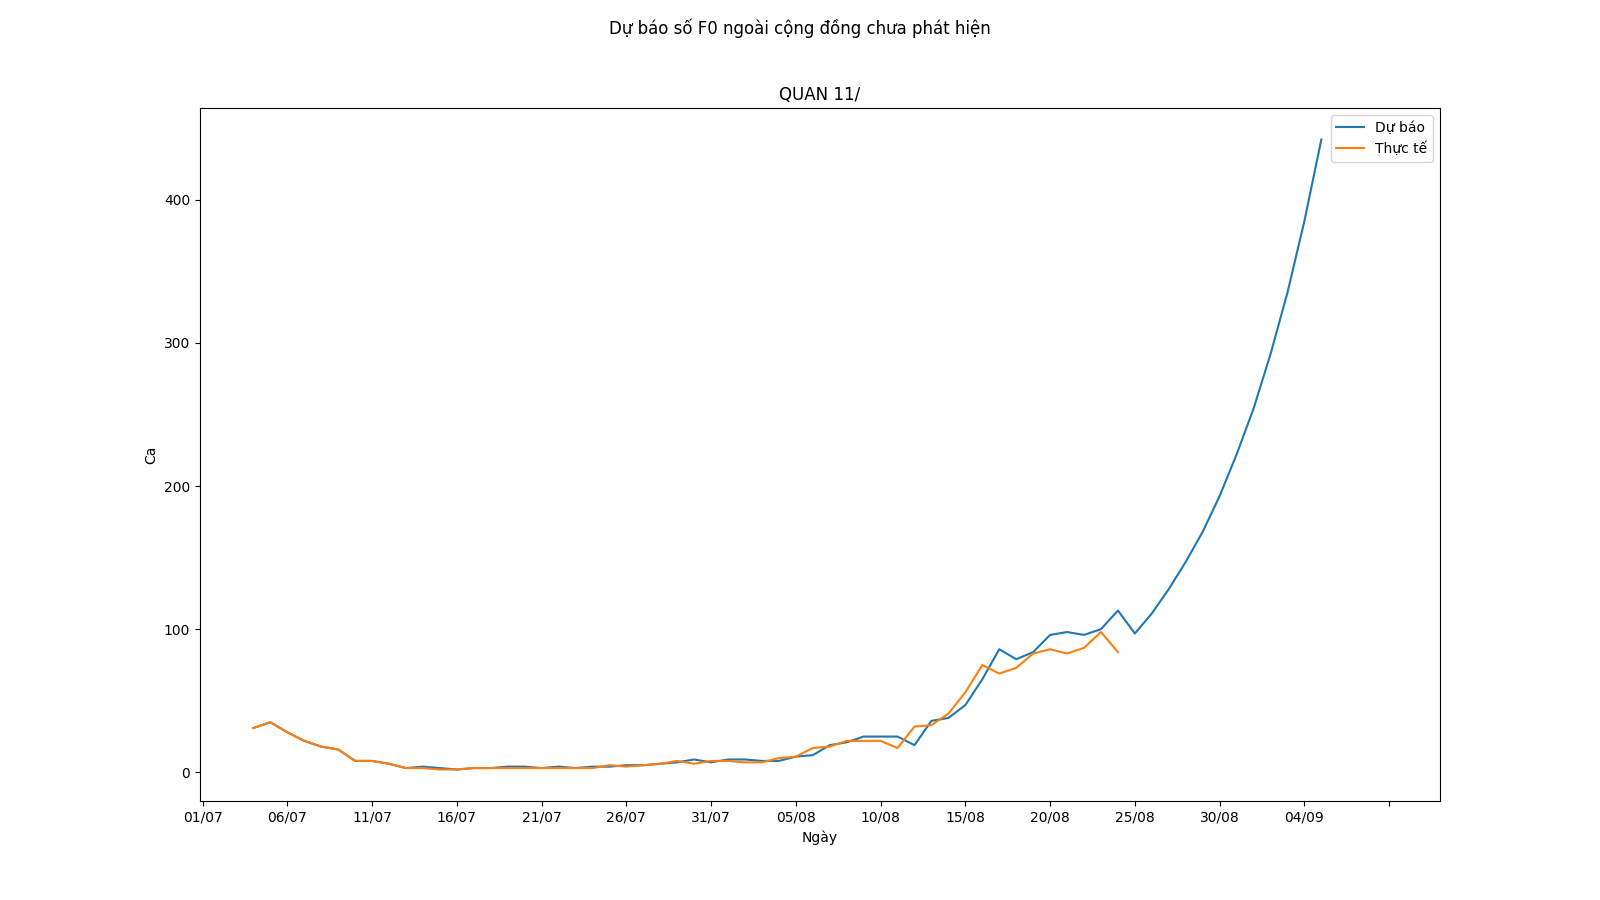 Dự báo số F0 ngoài cộng đồng chưa phát hiện
QUAN 11/
Dự báo
Thực tế
400
300
200
100
0
Ca
01/07 06/07 11/07 16/07 21/07 26/07 31/07 05/08 10/08 15/08 20/08 25/08 30/08 04/09
Ngày